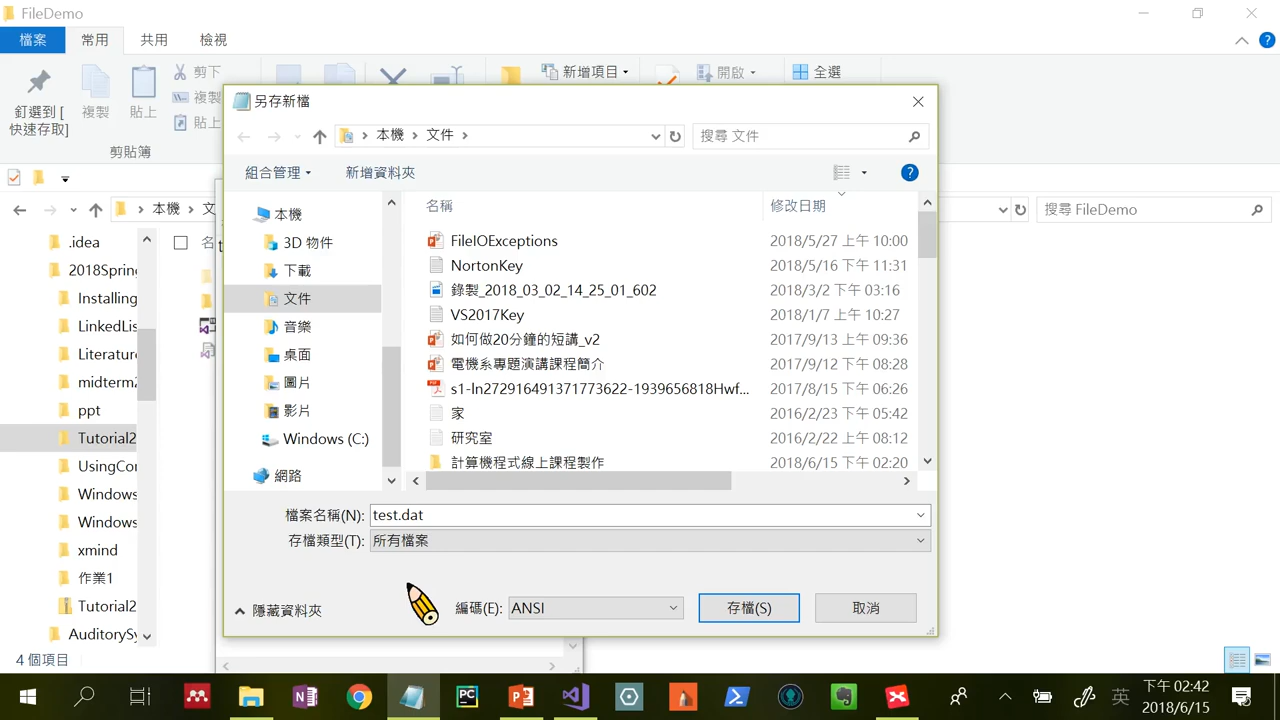 FileDemo
檔案 常用 共用 檢視
釘選到 [
快速存取]
複製
貼上
剪下
複製
貼上
剪貼簿
新增項目
開啟
全選
本機
搜尋 FileDemo
.idea
2018Spring
Installing
LinkedLis
Literature
midterm2
ppt
Tutorial2
UsingCor
Windows
Windows
xmind
作業1
Tutorial2
AuditorySy
4 個項目
另存新檔
本機 文件
搜尋 文件
組合管理 新增資料夾
本機
3D 物件
下載
文件
音樂
桌面
圖片
影片
Windows (C:)
網路
名稱 修改日期
FileIOExceptions 2018/5/27 上午 10:00
NortonKey 2018/5/16 下午 11:31
錄製_2018_03_02_14_25_01_602 2018/3/2 下午 03:16
VS2017Key 2018/1/7 上午 10:27
如何做20分鐘的短講_v2 2017/9/13 上午 09:36
電機系專題演講課程簡介 2017/9/12 下午 08:28
s1-ln272916491371773622-1939656818Hwf... 2017/8/15 下午 06:26
家 2016/2/23 下午 05:42
研究室 2016/2/22 上午 08:12
計算機程式線上課程製作 2018/6/15 下午 02:20
檔案名稱(N): test.dat
存檔類型(T): 所有檔案
隱藏資料夾 編碼(E): ANSI 存檔(S) 取消
英
下午 02:42
2018/6/15